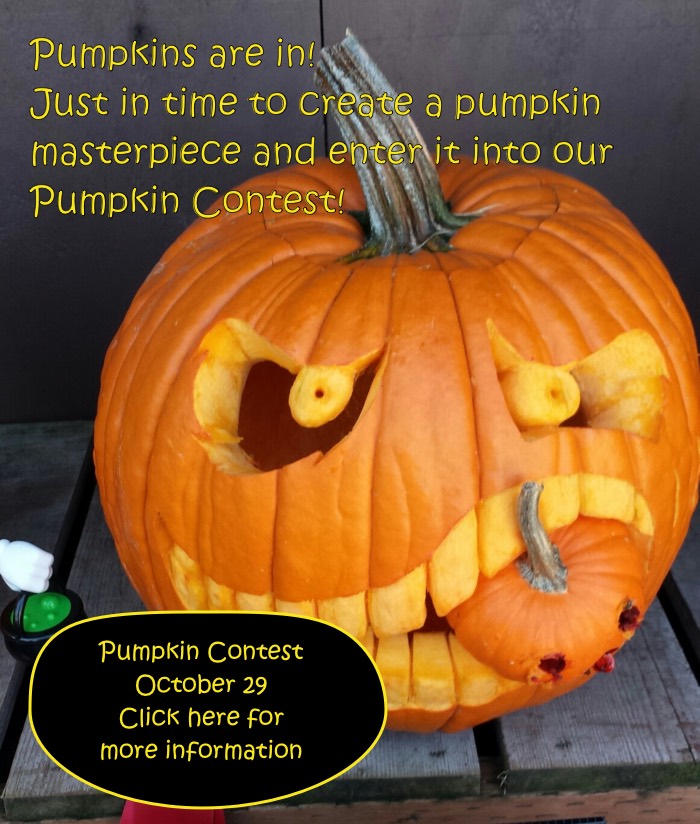 Pumpkins are in!
Just in time to create a pumpkin
masterpiece and enter it into our
Pumpkin Contest!
Pumpkin Contest
October 29
Click here for
more information